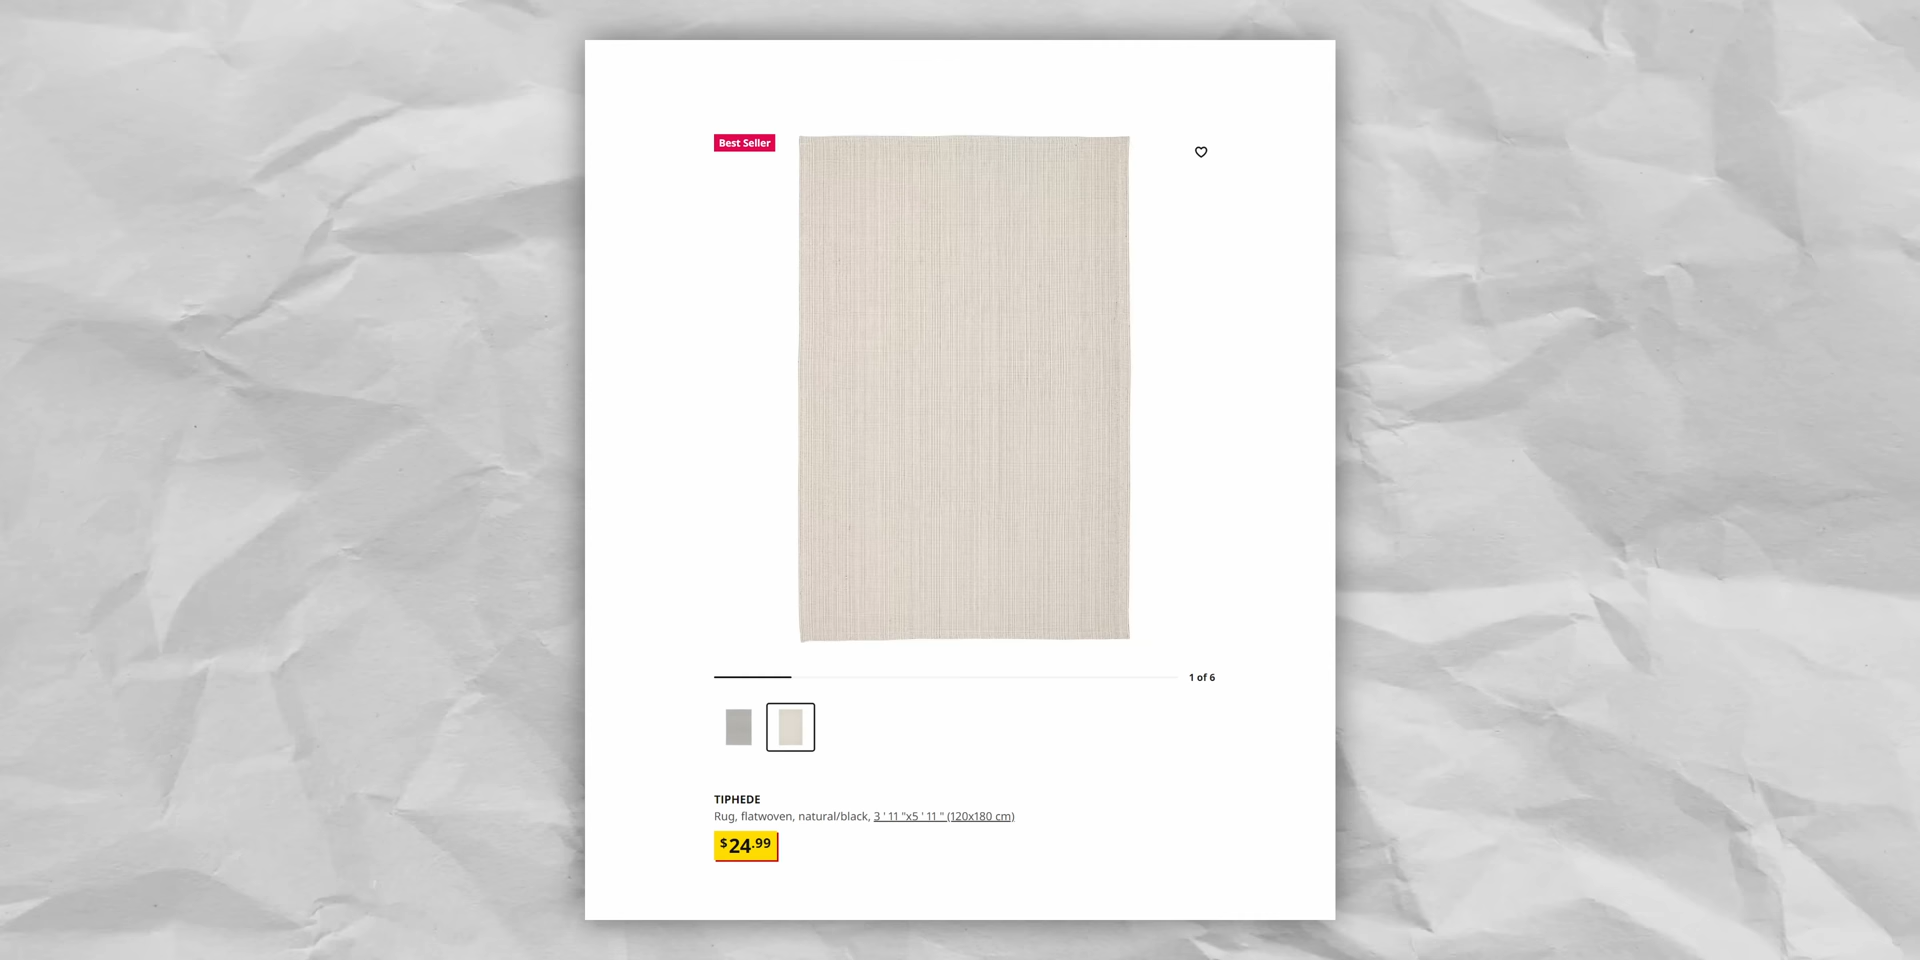 Best Seller
1 of 6
TIPHEDE
Rug, flatwoven, natural/black, 3 ' 11 "x5 ' 11 " (120x180 cm)
$24.99